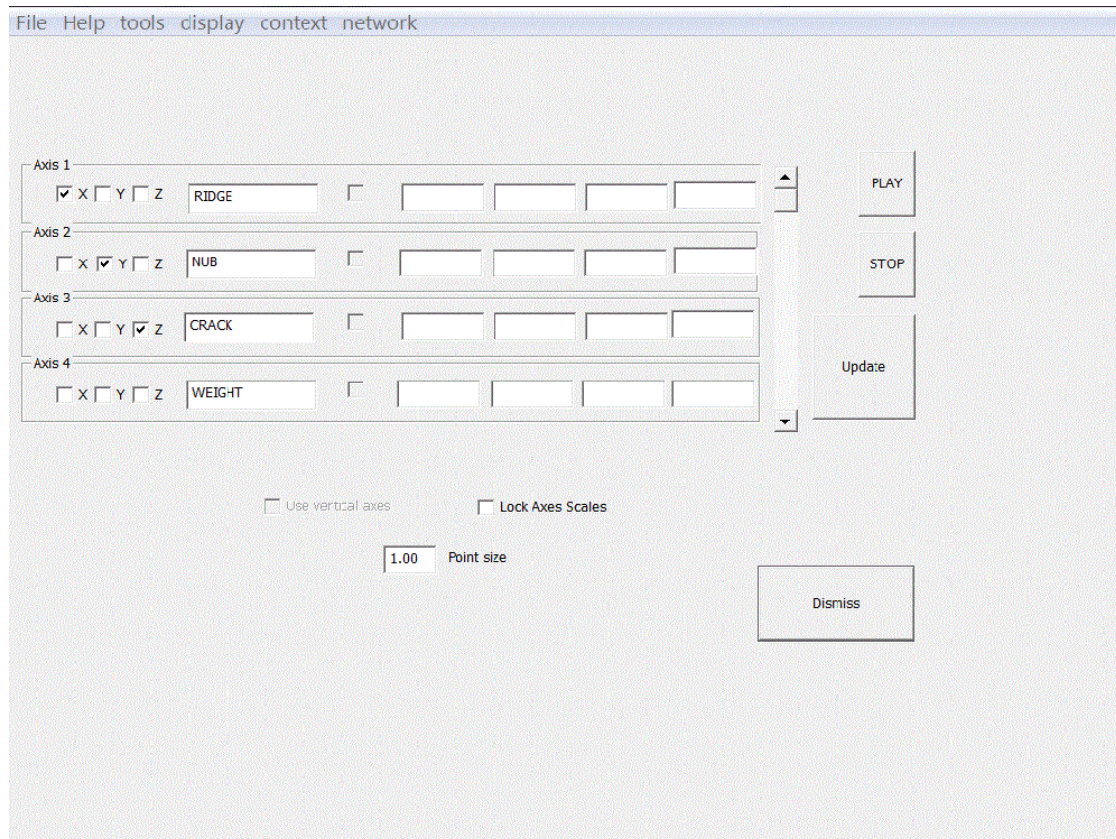 File Help tools display context network
Axis 1
X Y Z RIDGE
PLAY
Axis 2
X Y Z NUB
STOP
Axis 3
X Y Z CRACK
Axis 4
X Y Z WEIGHT
Update
Use vertical axes Lock Axes Scales
1.00 Point size
Dismiss